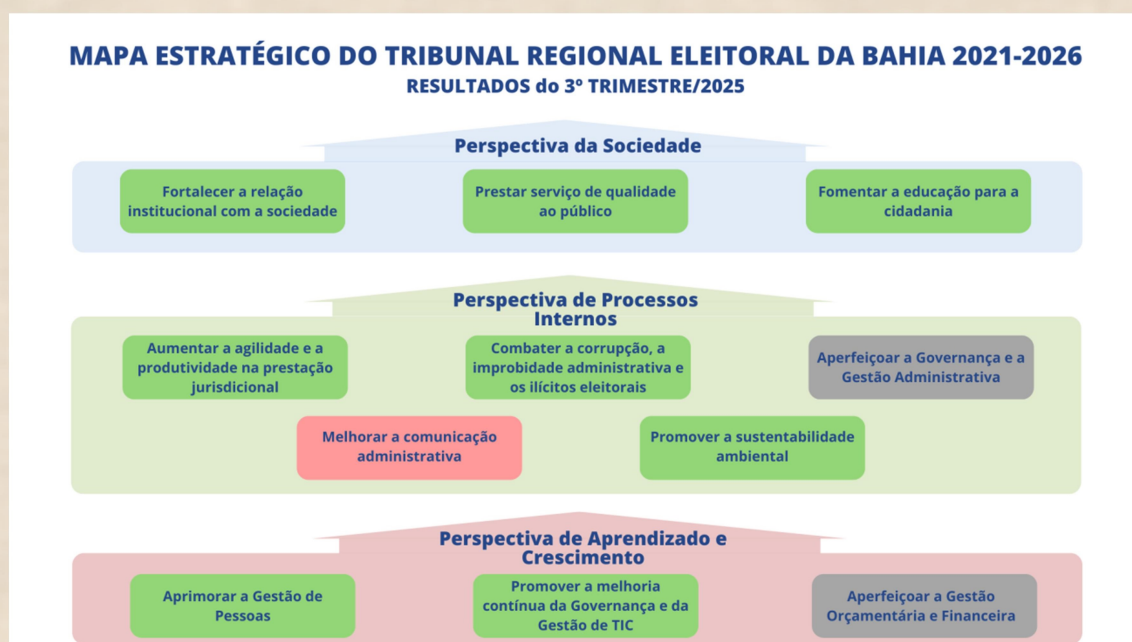 MAPA ESTRATÉGICO DO TRIBUNAL REGIONAL ELEITORAL DA BAHIA 2021-2026
RESULTADOS do 3º TRIMESTRE/2025
Perspectiva da Sociedade
Fortalecer a relação
institucional com a sociedade
Prestar serviço de qualidade
ao público
Fomentar a educação para a
cidadania
Perspectiva de Processos
Internos
Aumentar a agilidade e a
produtividade na prestação
jurisdicional
Combater a corrupção, a
improbidade administrativa e
os ilícitos eleitorais
Aperfeiçoar a Governança e a
Gestão Administrativa
Melhorar a comunicação
administrativa
Promover a sustentabilidade
ambiental
Perspectiva de Aprendizado e
Crescimento
Aprimorar a Gestão de
Pessoas
Promover a melhoria
contínua da Governança e da
Gestão de TIC
Aperfeiçoar a Gestão
Orçamentária e Financeira